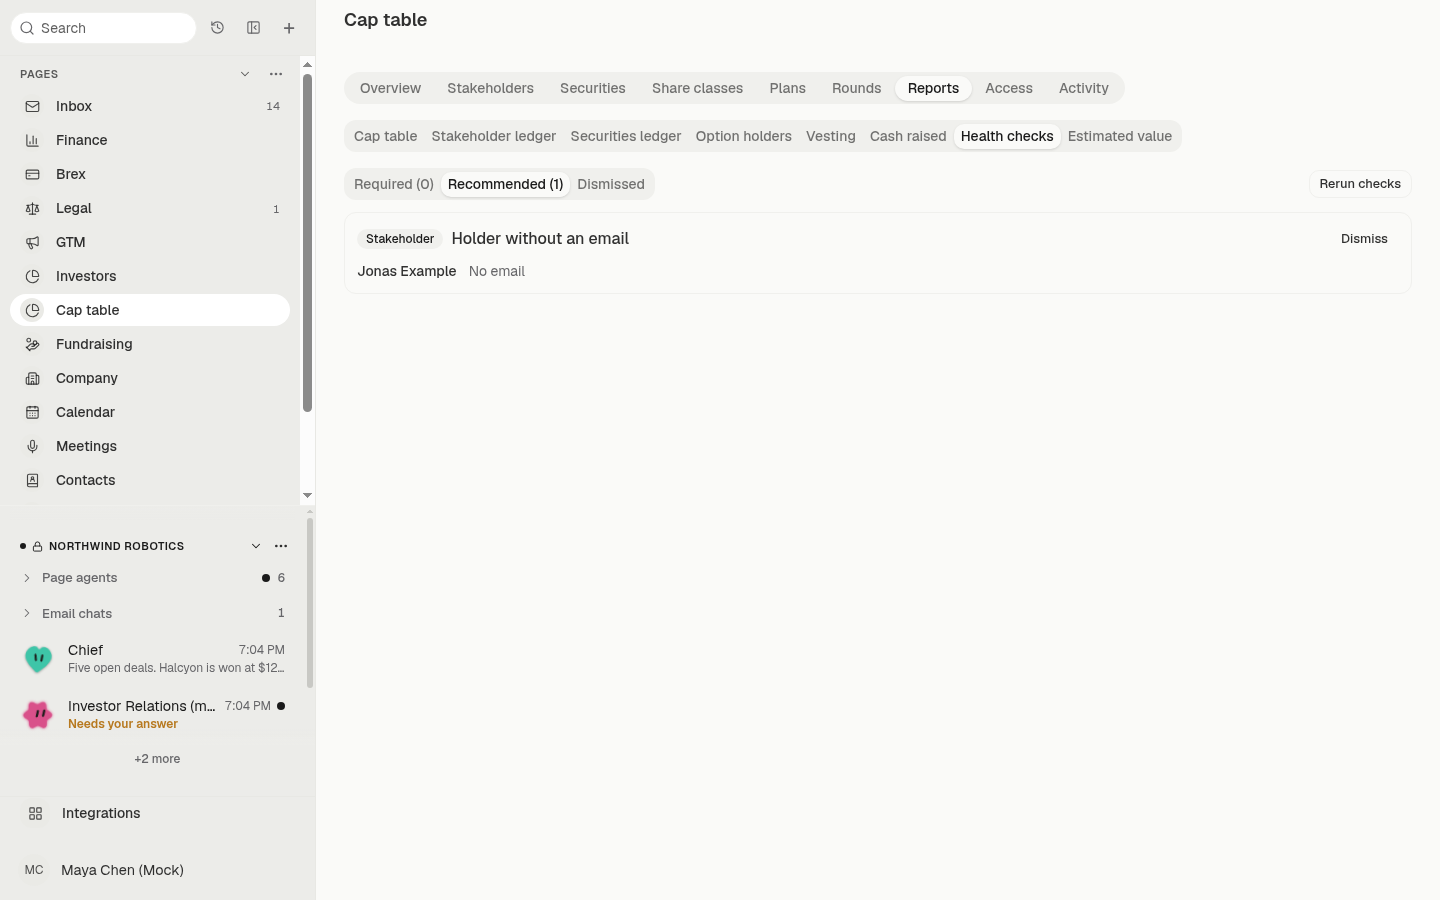 Search
PAGES
Inbox 14
Finance
Brex
Legal 1
GTM
Investors
Cap table
Fundraising
Company
Calendar
Meetings
Contacts
NORTHWIND ROBOTICS
Page agents 6
Email chats 1
Chief 7:04 PM
Five open deals. Halcyon is won at $12...
Investor Relations (m... 7:04 PM
Needs your answer
+2 more
Integrations
MC Maya Chen (Mock)
Cap table
Overview Stakeholders Securities Share classes Plans Rounds Reports Access Activity
Cap table Stakeholder ledger Securities ledger Option holders Vesting Cash raised Health checks Estimated value
Required (0) Recommended (1) Dismissed Rerun checks
Stakeholder Holder without an email Dismiss
Jonas Example No email